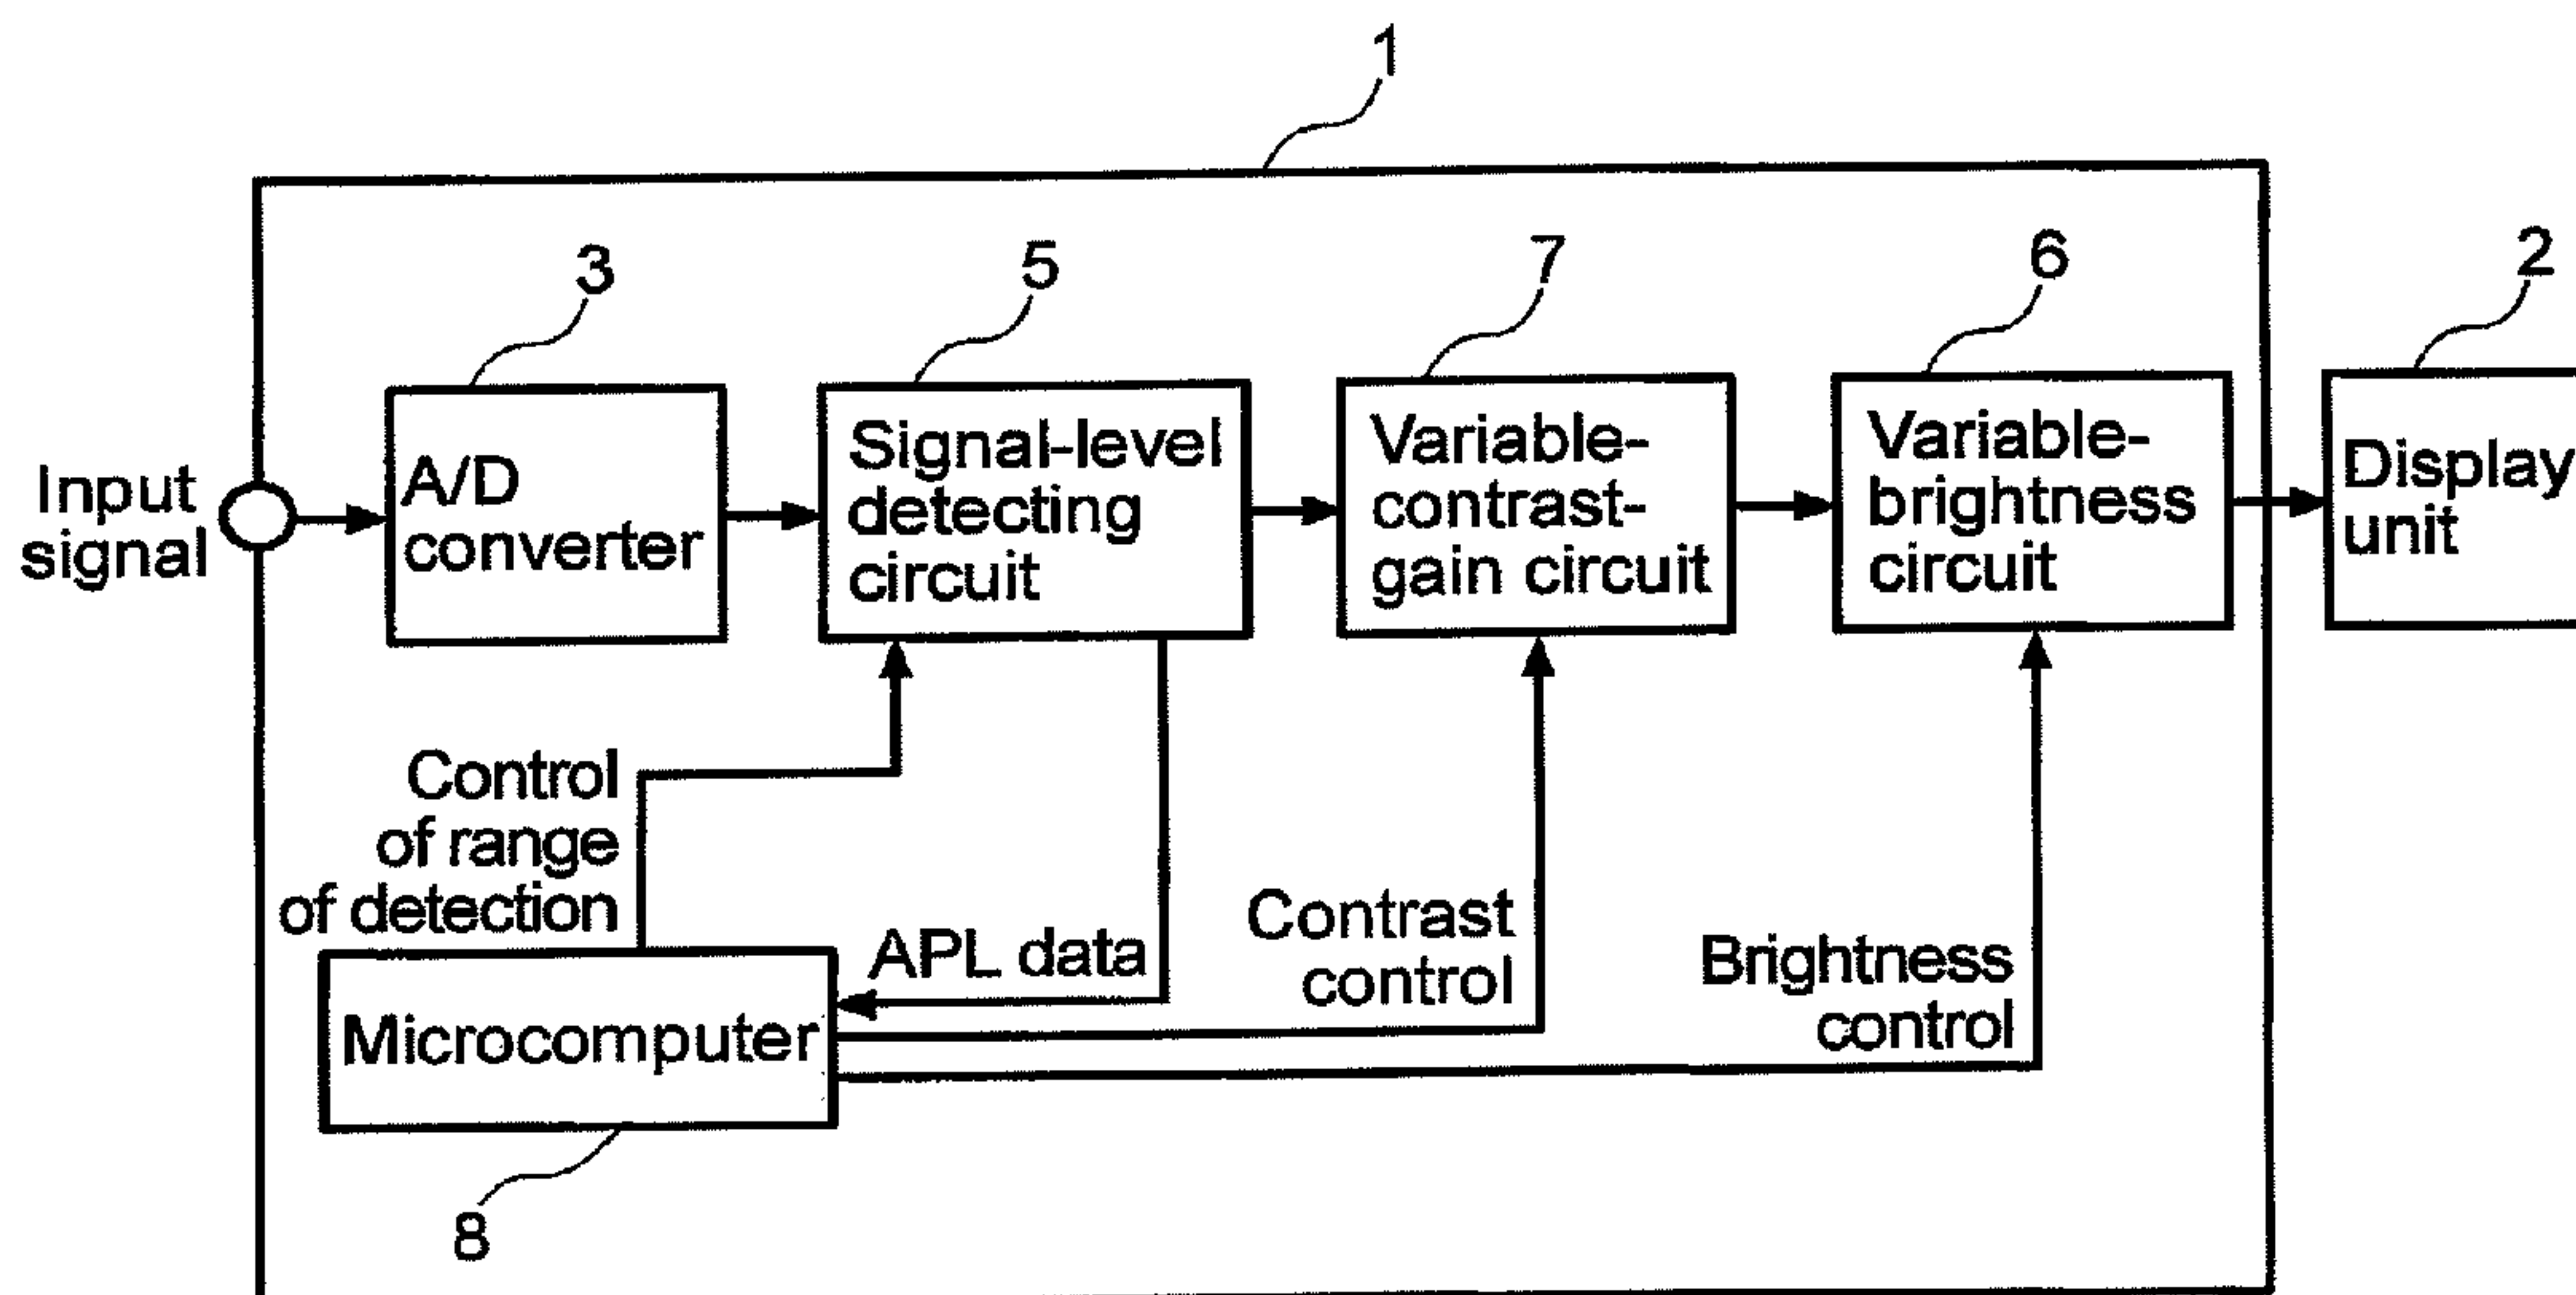 1
3
5
7
6
2
Input
signal
A/D
converter
Signal-level
detecting
circuit
Variable-
contrast-
gain circuit
Variable-
brightness
circuit
Display
unit
Control
of range
of detection
APL data
Contrast
control
Brightness
control
Microcomputer
8